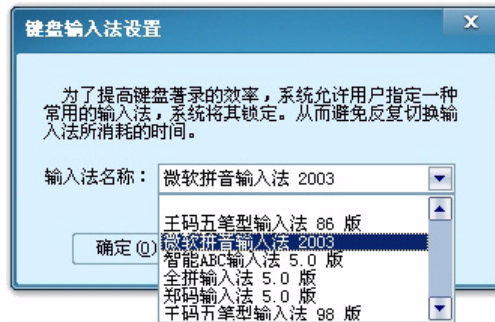 键盘输入法设置
为了提高键盘著录的效率，系统允许用户指定一种
常用的输入法，系统将其锁定。从而避免反复切换输
入法所消耗的时间。
输入法名称： 微软拼音输入法 2003
王码五笔型输入法 86 版
微软拼音输入法 2003
确定(O)
智能ABC输入法 5.0 版
全拼输入法 5.0 版
郑码输入法 5.0 版
王码五笔型输入法 98 版